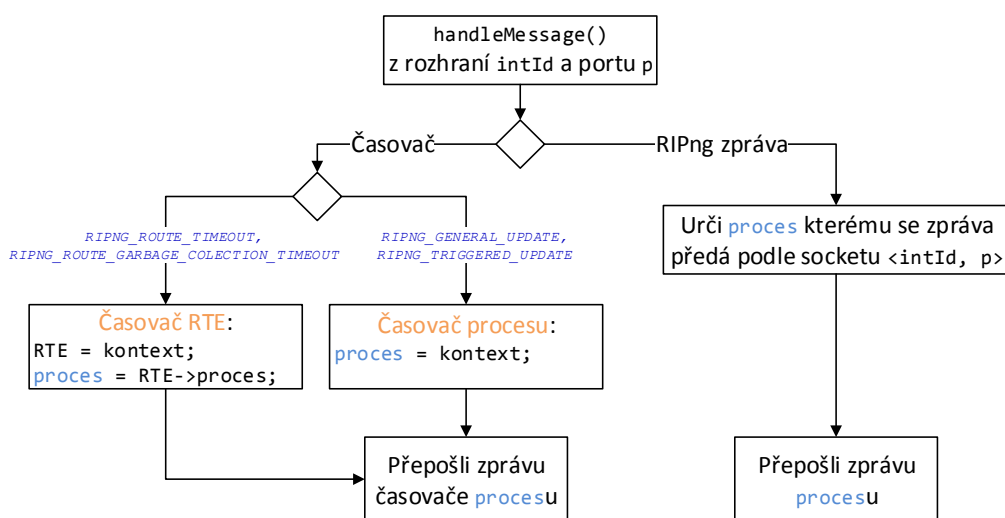 handleMessage()
z rozhraní intId a portu p
Časovač
RIPng zpráva
RIPNG_ROUTE_TIMEOUT,
RIPNG_ROUTE_GARBAGE_COLECTION_TIMEOUT
RIPNG_GENERAL_UPDATE,
RIPNG_TRIGGERED_UPDATE
Urči proces kterému se zpráva
předá podle socketu <intId, p>
Časovač RTE:
RTE = kontext;
proces = RTE->proces;
Časovač procesu:
proces = kontext;
Přepošli zprávu
časovače procesu
Přepošli zprávu
procesu